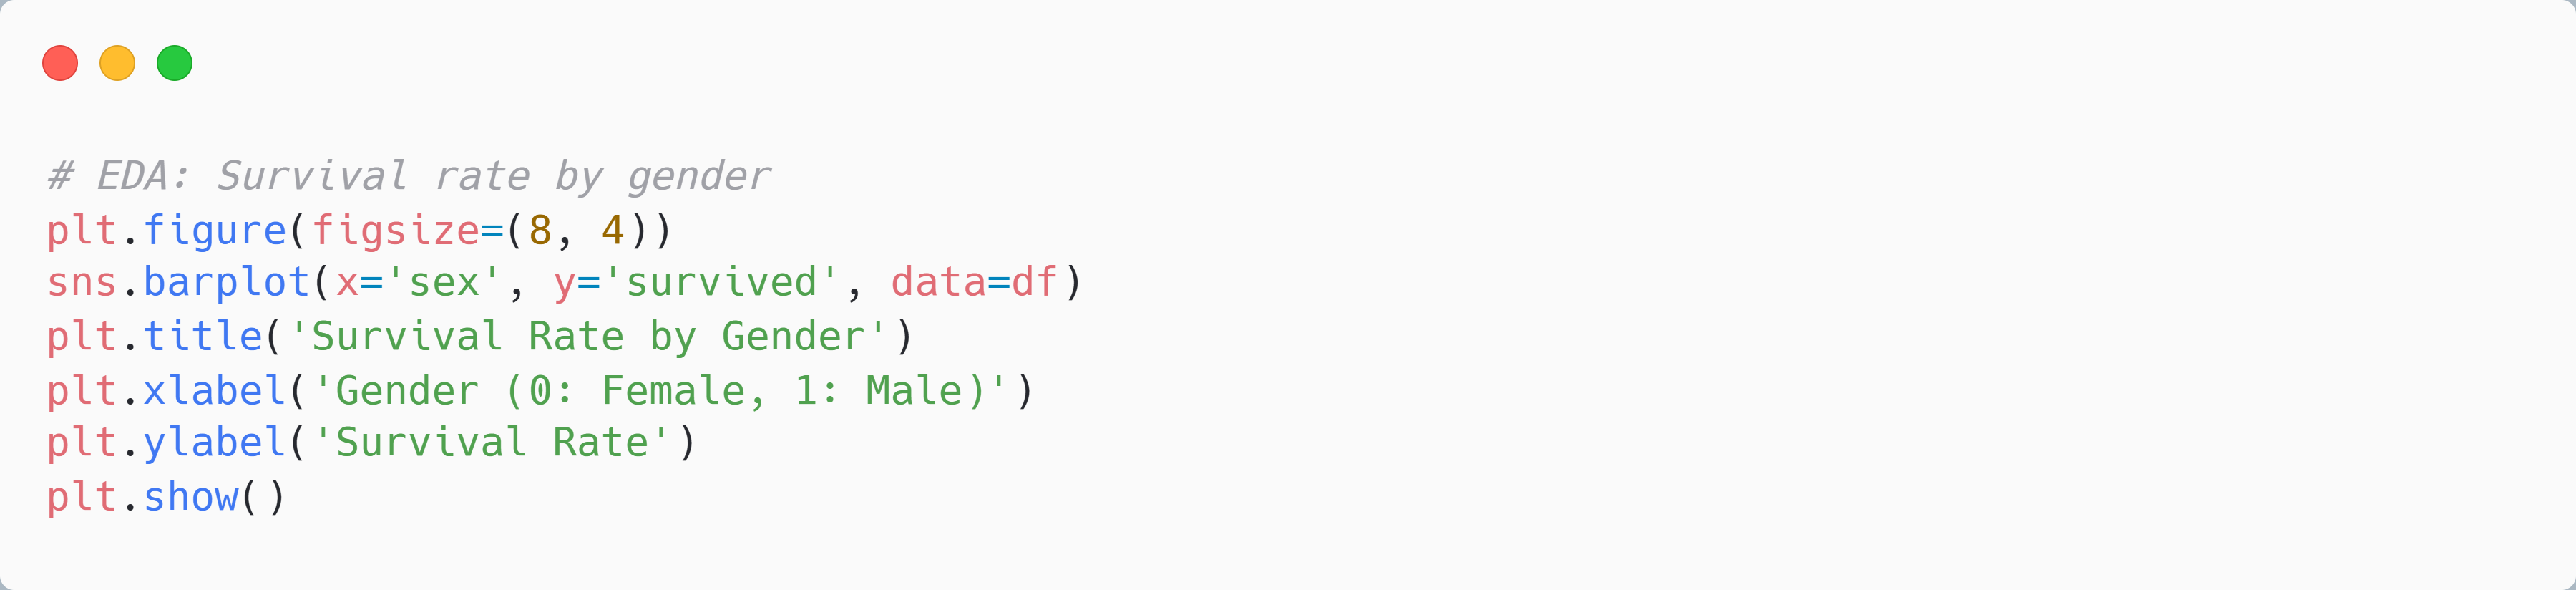 # EDA: Survival rate by gender
plt.figure(figsize=(8, 4))
sns.barplot(x='sex', y='survived', data=df)
plt.title('Survival Rate by Gender')
plt.xlabel('Gender (0: Female, 1: Male)')
plt.ylabel('Survival Rate')
plt.show()